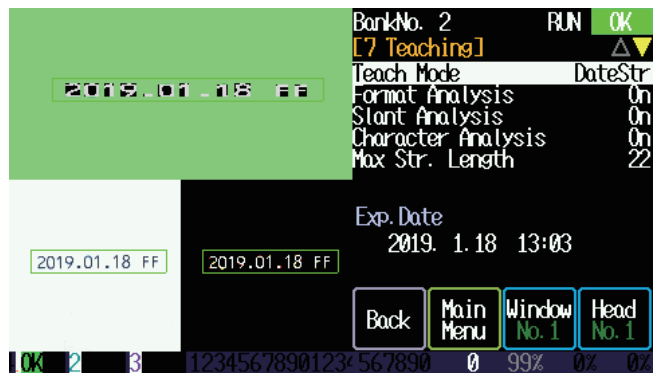 BankNo. 2 RUN OK
[7 Teaching]
Teach Mode DateStr
Format Analysis On
Slant Analysis On
Character Analysis On
Max Str. Length 22
Exp.Date
2019. 1.18 13:03
Back
Main Menu
Window No.1
Head No.1
2019.01.18 FF
2019.01.18 FF
2019.01.18 FF
1.OK 2 3 12345678901234567890 0 99% 0% 0%